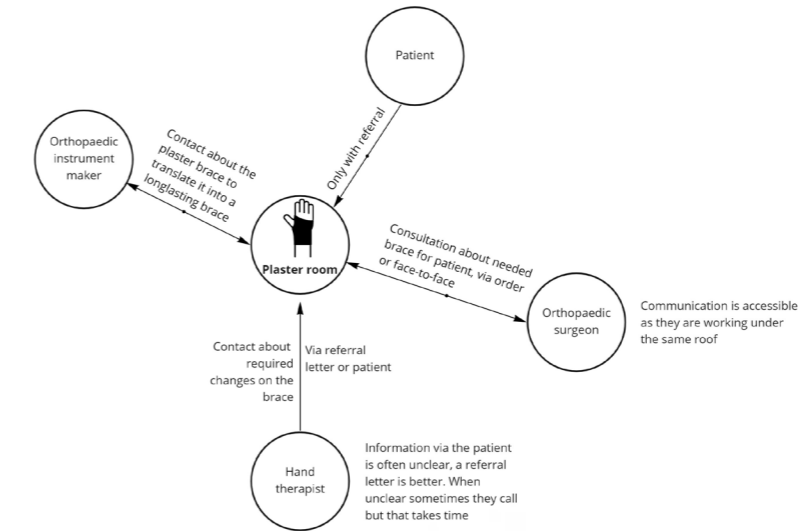 Patient
Only with referral
Orthopaedic
instrument
maker
Contact about the
plaster brace to
translate it into a
longlasting brace
Plaster room
Consultation about needed
brace for patient, via order
or face-to-face
Orthopaedic
surgeon
Communication is accessible
as they are working under
the same roof
Contact about
required
changes on the
brace
Via referral
letter or patient
Hand
therapist
Information via the patient
is often unclear, a referral
letter is better. When
unclear sometimes they call
but that takes time